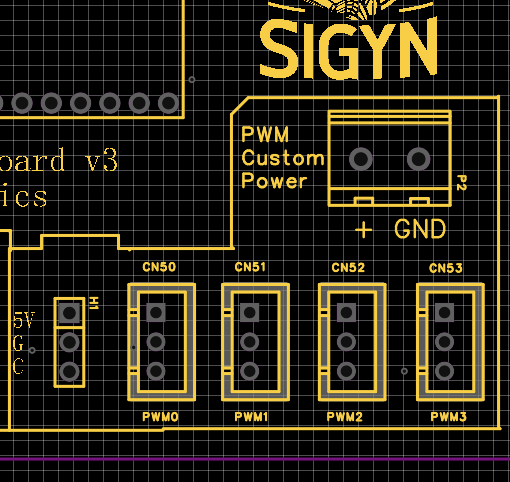 SIGYN
oard v3
ics
PWM
Custom
Power
P2
+ GND
CN50 CN51 CN52 CN53
H1
5V
G
C
PWM0 PWM1 PWM2 PWM3